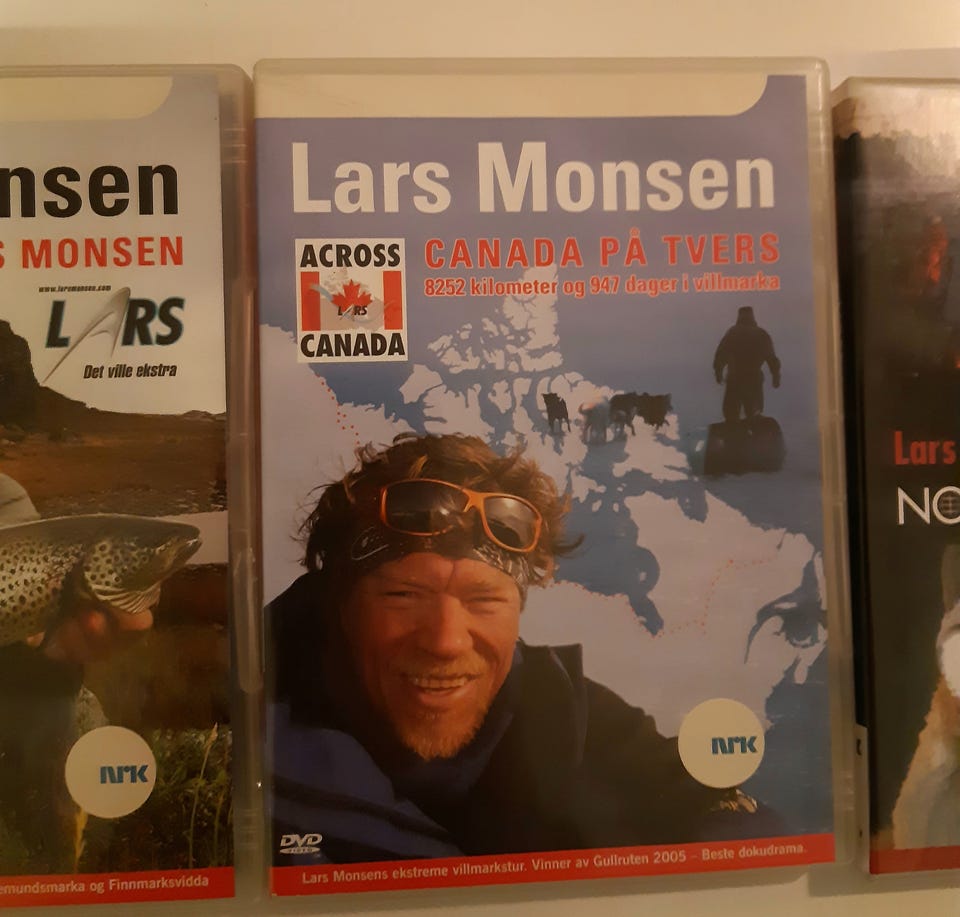 nsen
S MONSEN
www.larsmonsen.com
LARS
Det ville ekstra
nrk
emundsmarka og Finnmarksvidda
Lars Monsen
ACROSS
LARS
CANADA
CANADA PÅ TVERS
8252 kilometer og 947 dager i villmarka
nrk
DVD
VIDEO
Lars Monsens ekstreme villmarkstur. Vinner av Gullruten 2005 - Beste dokudrama.
Lars
NO